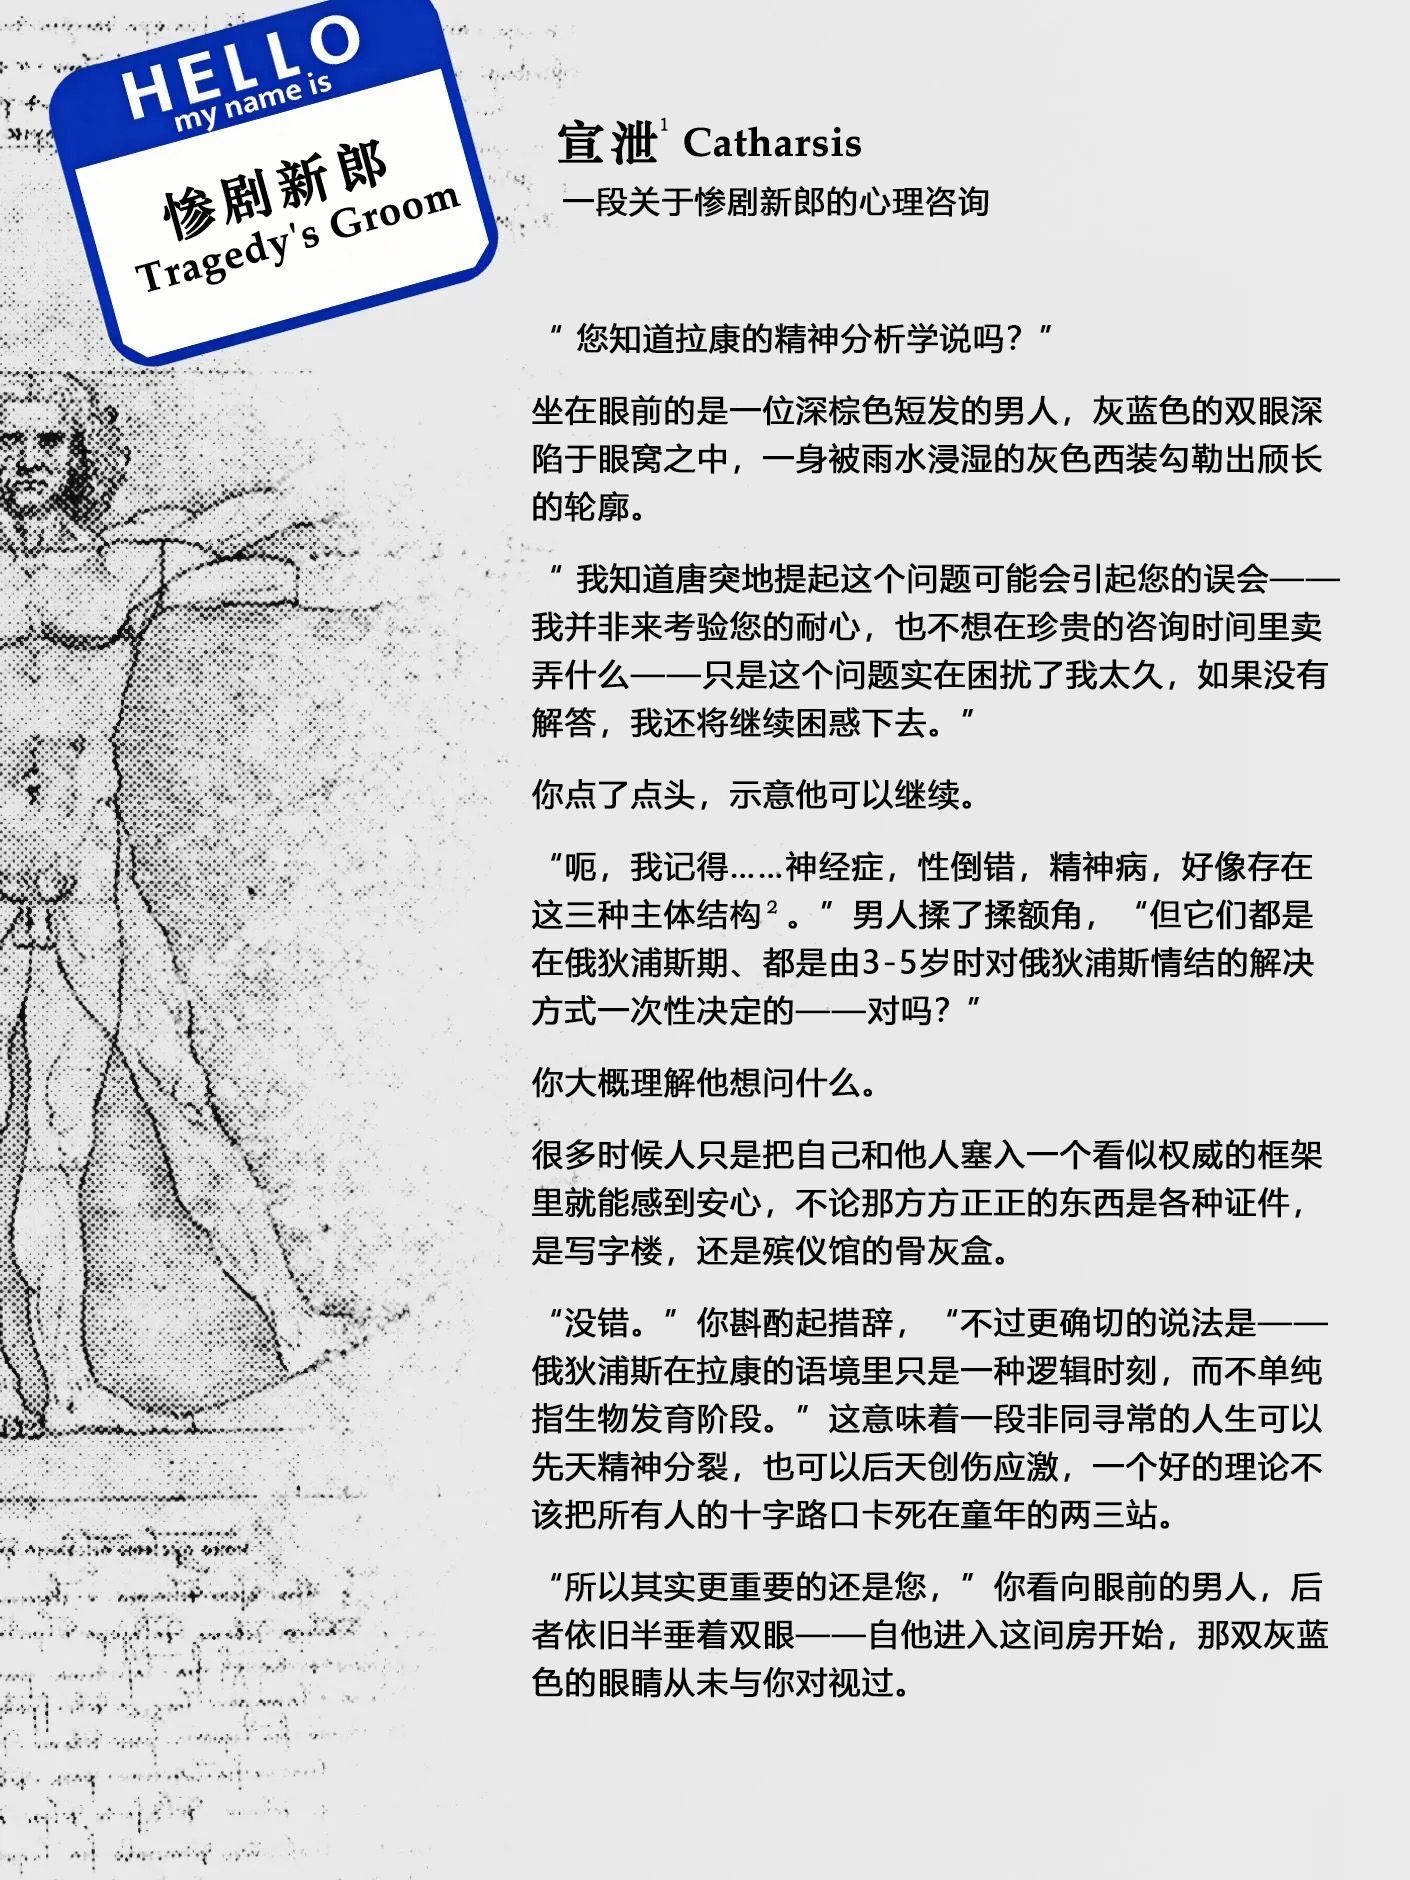 HELLO
my name is
惨剧新郎
Tragedy's Groom
宣泄¹ Catharsis
一段关于惨剧新郎的心理咨询
“ 您知道拉康的精神分析学说吗？”
坐在眼前的是一位深棕色短发的男人，灰蓝色的双眼深
陷于眼窝之中，一身被雨水浸湿的灰色西装勾勒出颀长
的轮廓。
“ 我知道唐突地提起这个问题可能会引起您的误会——
我并非来考验您的耐心，也不想在珍贵的咨询时间里卖
弄什么——只是这个问题实在困扰了我太久，如果没有
解答，我还将继续困惑下去。”
你点了点头，示意他可以继续。
“呃，我记得……神经症，性倒错，精神病，好像存在
这三种主体结构²。”男人揉了揉额角，“但它们都是
在俄狄浦斯期、都是由3-5岁时对俄狄浦斯情结的解决
方式一次性决定的——对吗？”
你大概理解他想问什么。
很多时候人只是把自己和他人塞入一个看似权威的框架
里就能感到安心，不论那方方正正的东西是各种证件，
是写字楼，还是殡仪馆的骨灰盒。
“没错。”你斟酌起措辞，“不过更确切的说法是——
俄狄浦斯在拉康的语境里只是一种逻辑时刻，而不单纯
指生物发育阶段。”这意味着一段非同寻常的人生可以
先天精神分裂，也可以后天创伤应激，一个好的理论不
该把所有人的十字路口卡死在童年的两三站。
“所以其实更重要的还是您，”你看向眼前的男人，后
者依旧半垂着双眼——自他进入这间房开始，那双灰蓝
色的眼睛从未与你对视过。